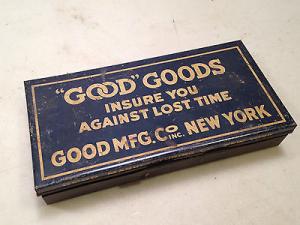 "GOOD" GOODS
INSURE YOU
AGAINST LOST TIME
GOOD MFG. Co INC. NEW YORK